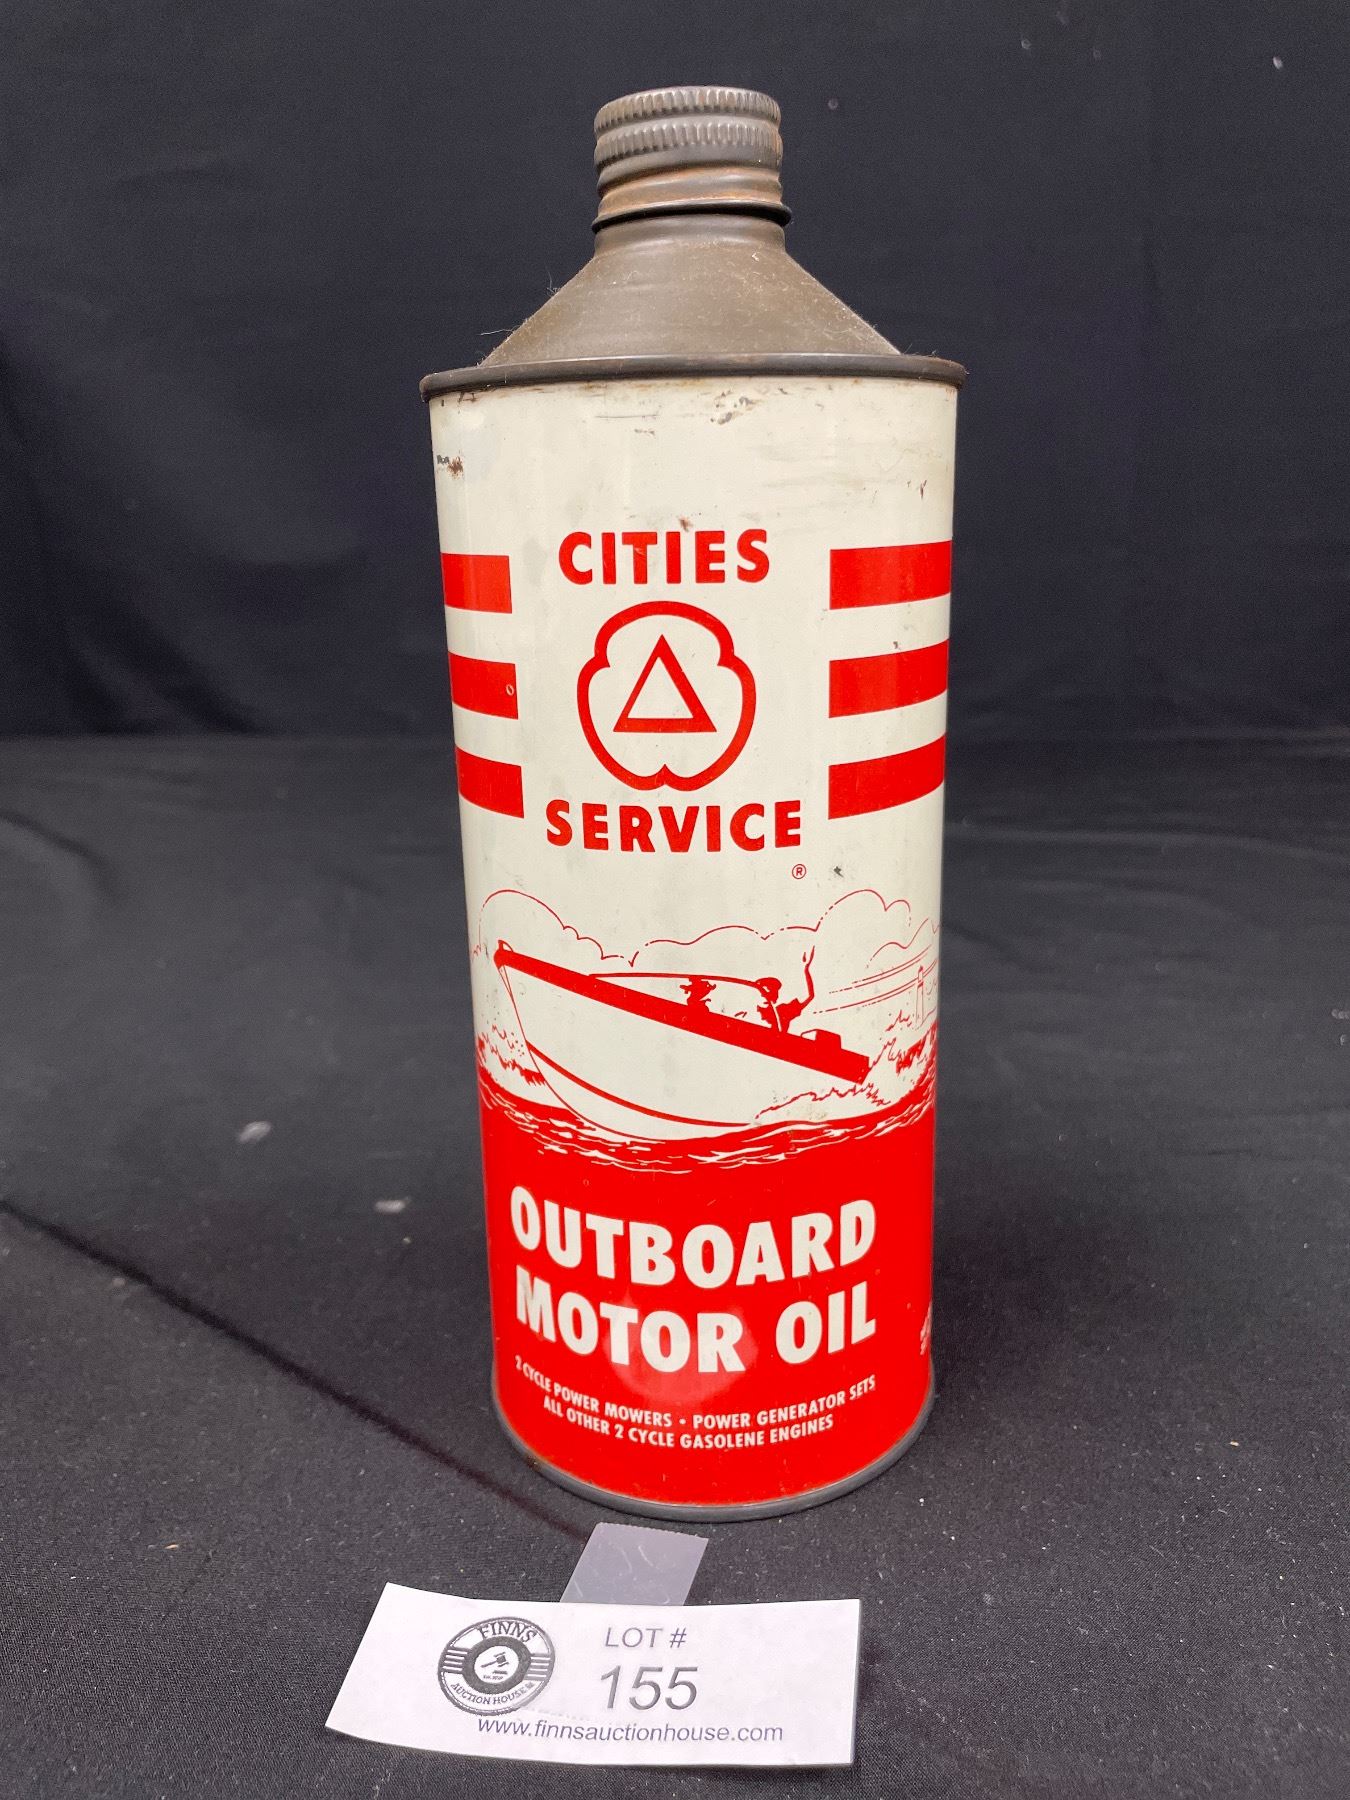 CITIES
SERVICE
®
OUTBOARD
MOTOR OIL
2 CYCLE POWER MOWERS • POWER GENERATOR SETS
ALL OTHER 2 CYCLE GASOLENE ENGINES
FINNS
AUCTION HOUSE
LOT #
155
www.finnsauctionhouse.com